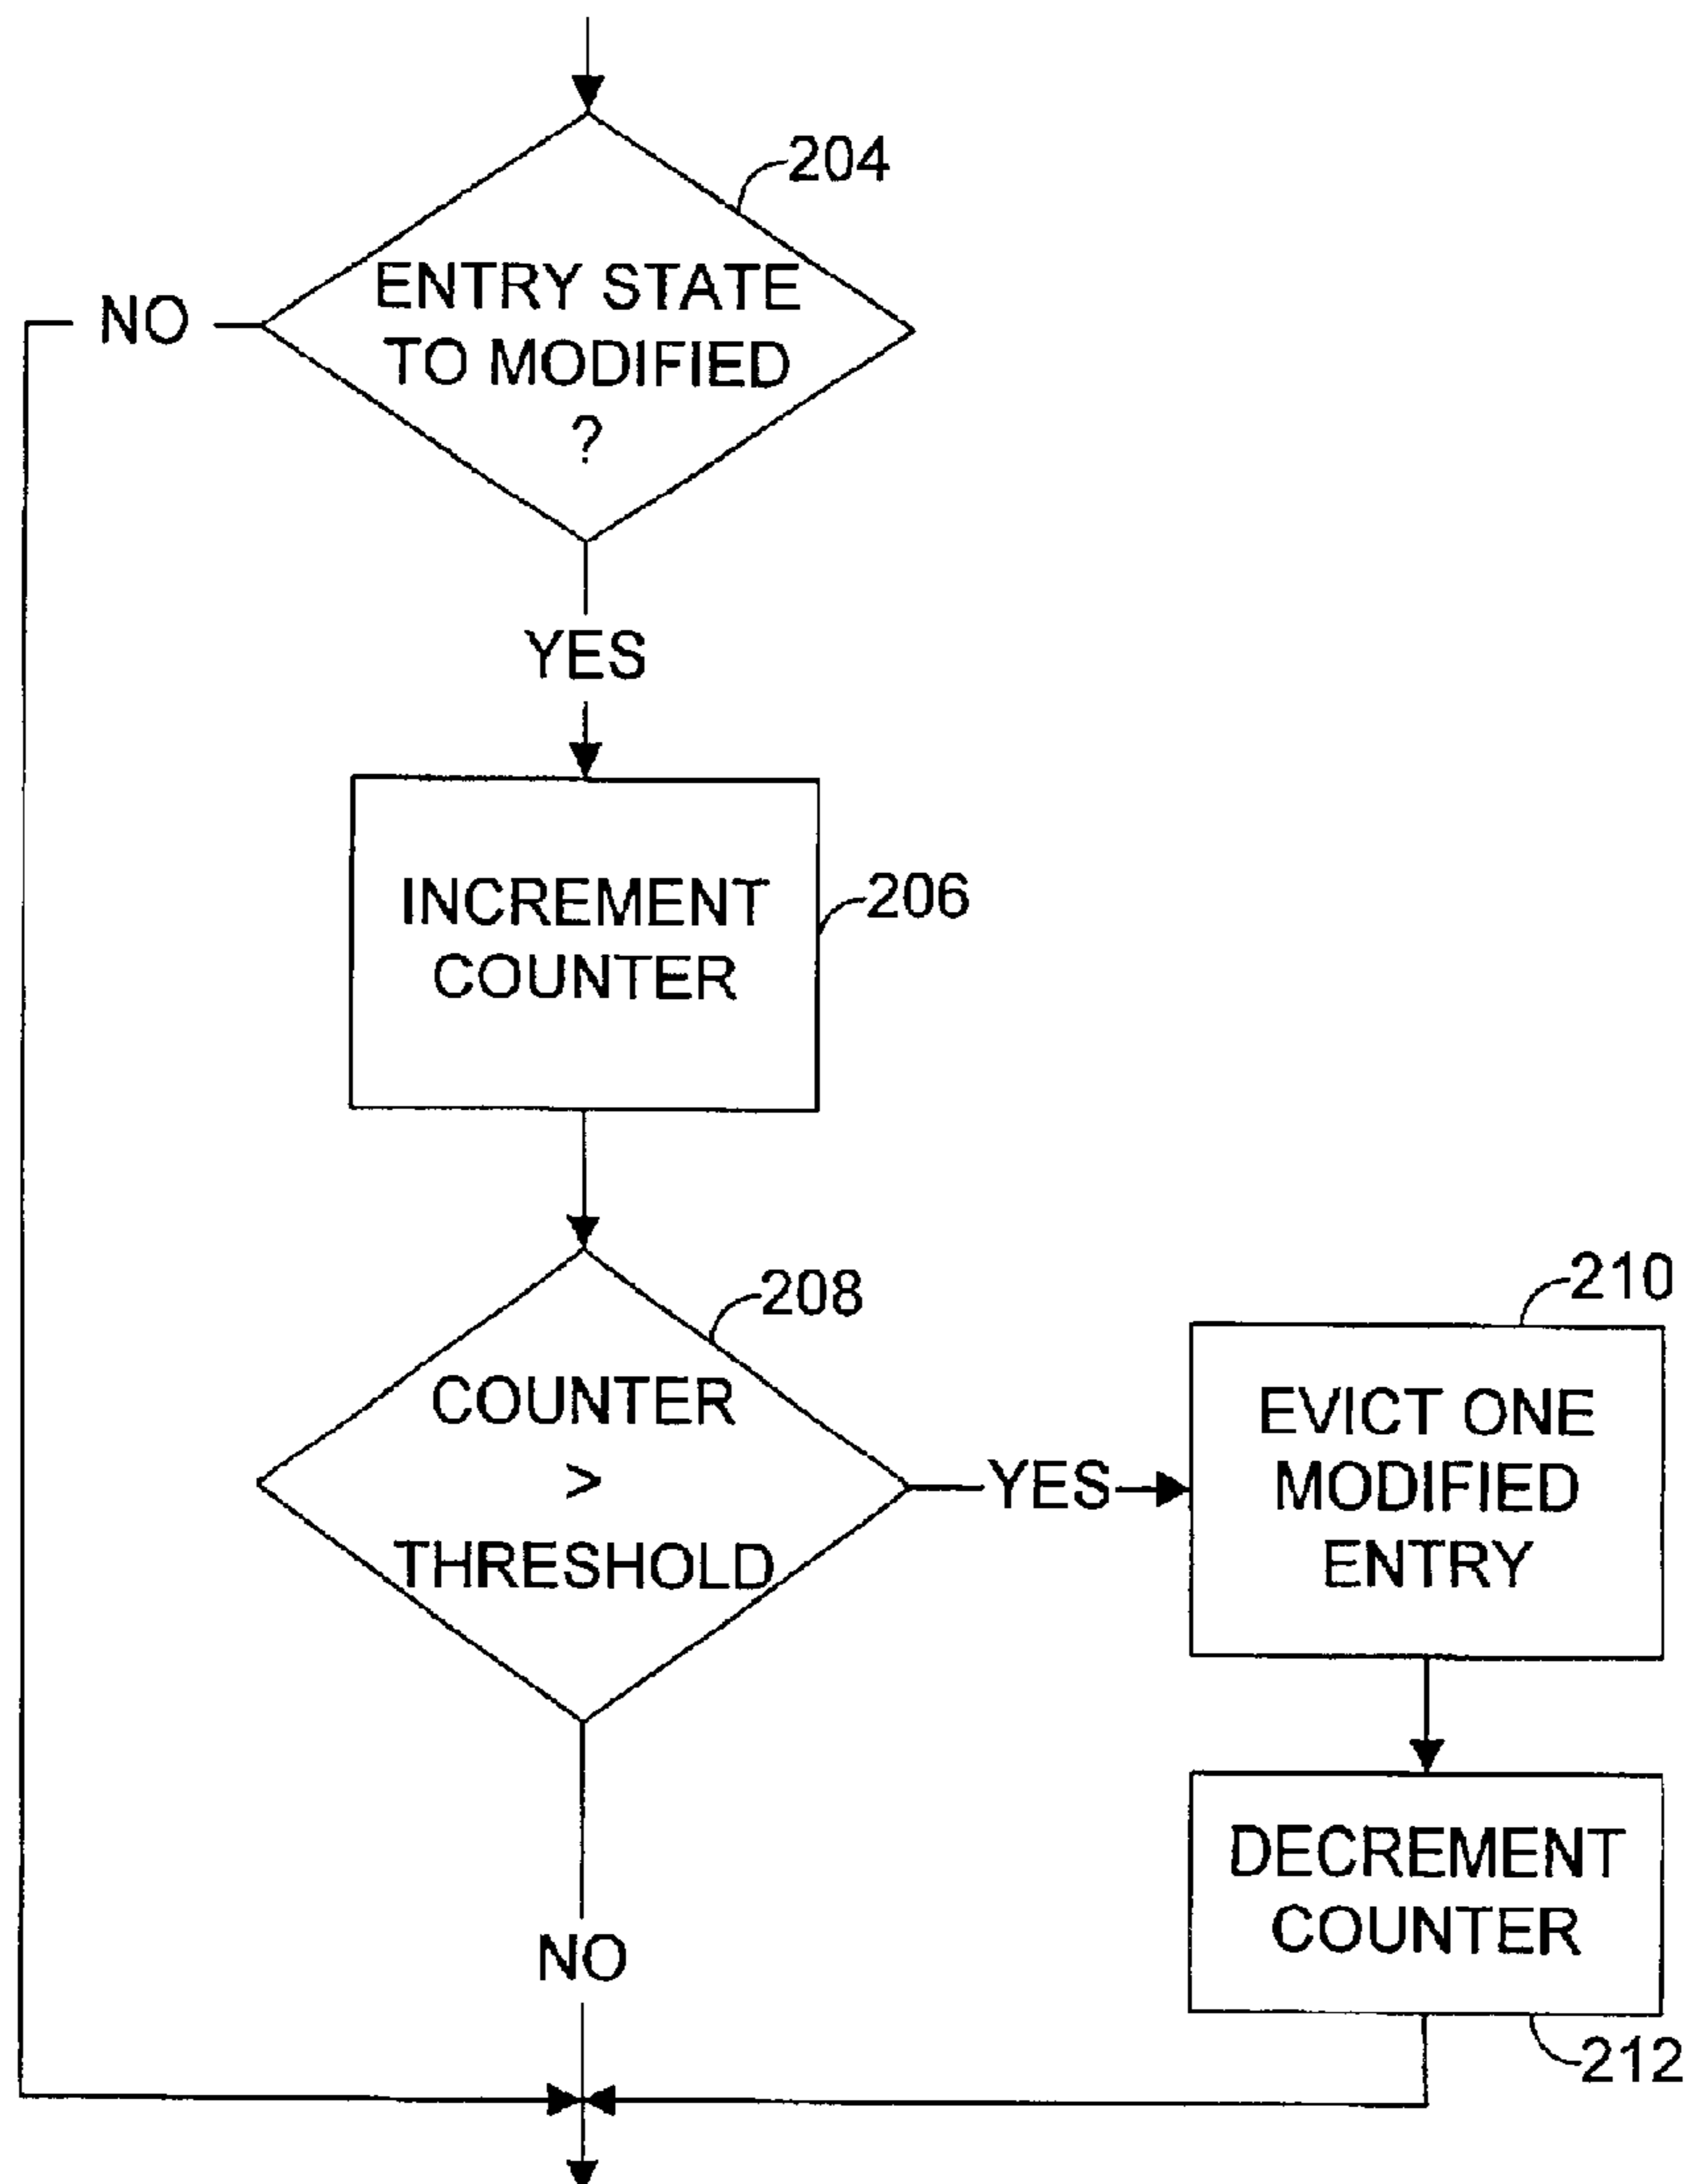 204
ENTRY STATE
TO MODIFIED
?
NO
YES
INCREMENT
COUNTER
206
208
COUNTER
>
THRESHOLD
YES
210
EVICT ONE
MODIFIED
ENTRY
DECREMENT
COUNTER
212
NO